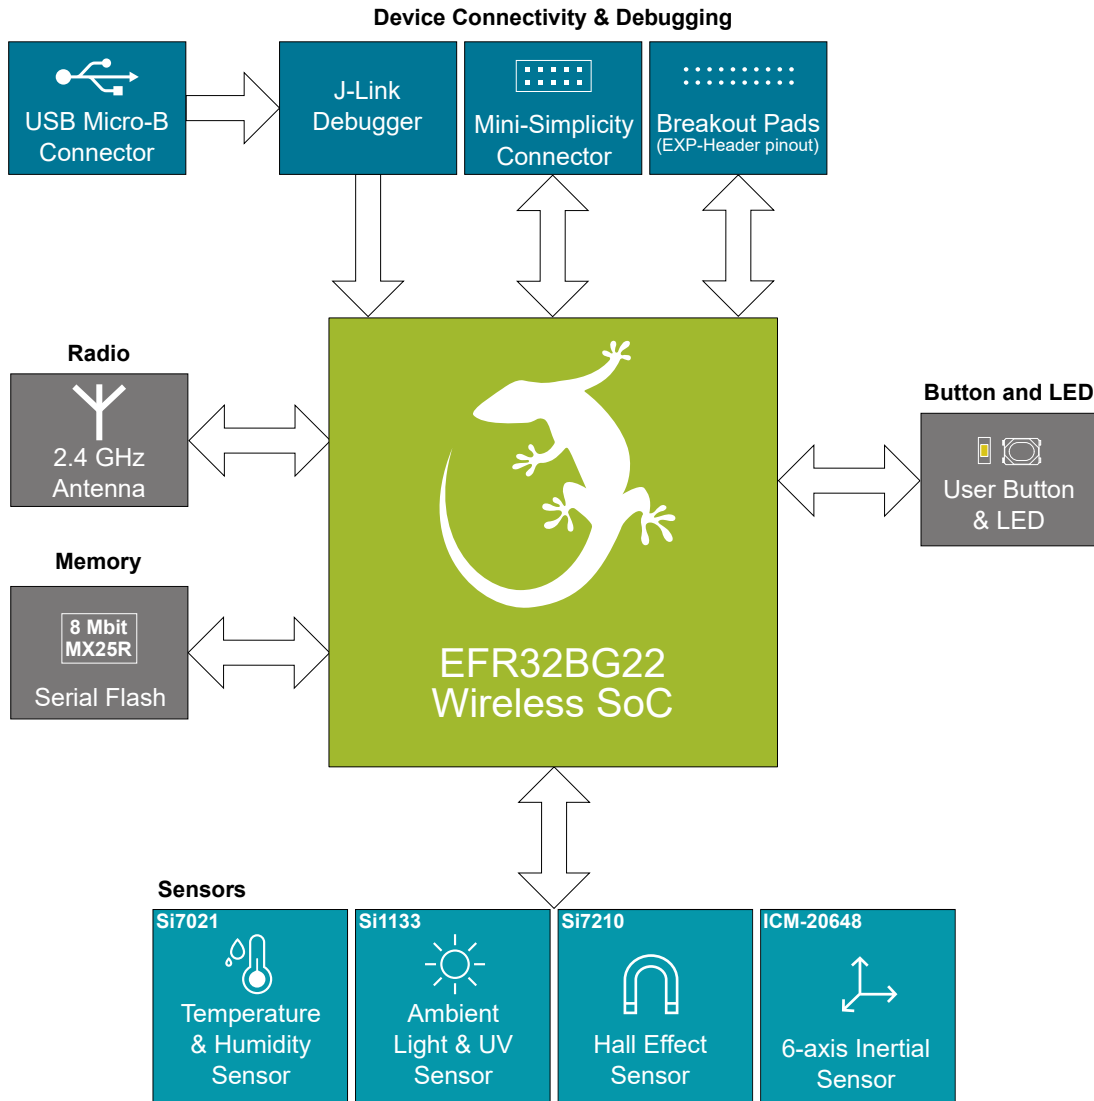 Device Connectivity & Debugging
USB Micro-B
Connector
J-Link
Debugger
Mini-Simplicity
Connector
Breakout Pads
(EXP-Header pinout)
Radio
2.4 GHz
Antenna
Button and LED
User Button
& LED
Memory
8 Mbit
MX25R
Serial Flash
EFR32BG22
Wireless SoC
Sensors
Si7021
Temperature
& Humidity
Sensor
Si1133
Ambient
Light & UV
Sensor
Si7210
Hall Effect
Sensor
ICM-20648
6-axis Inertial
Sensor